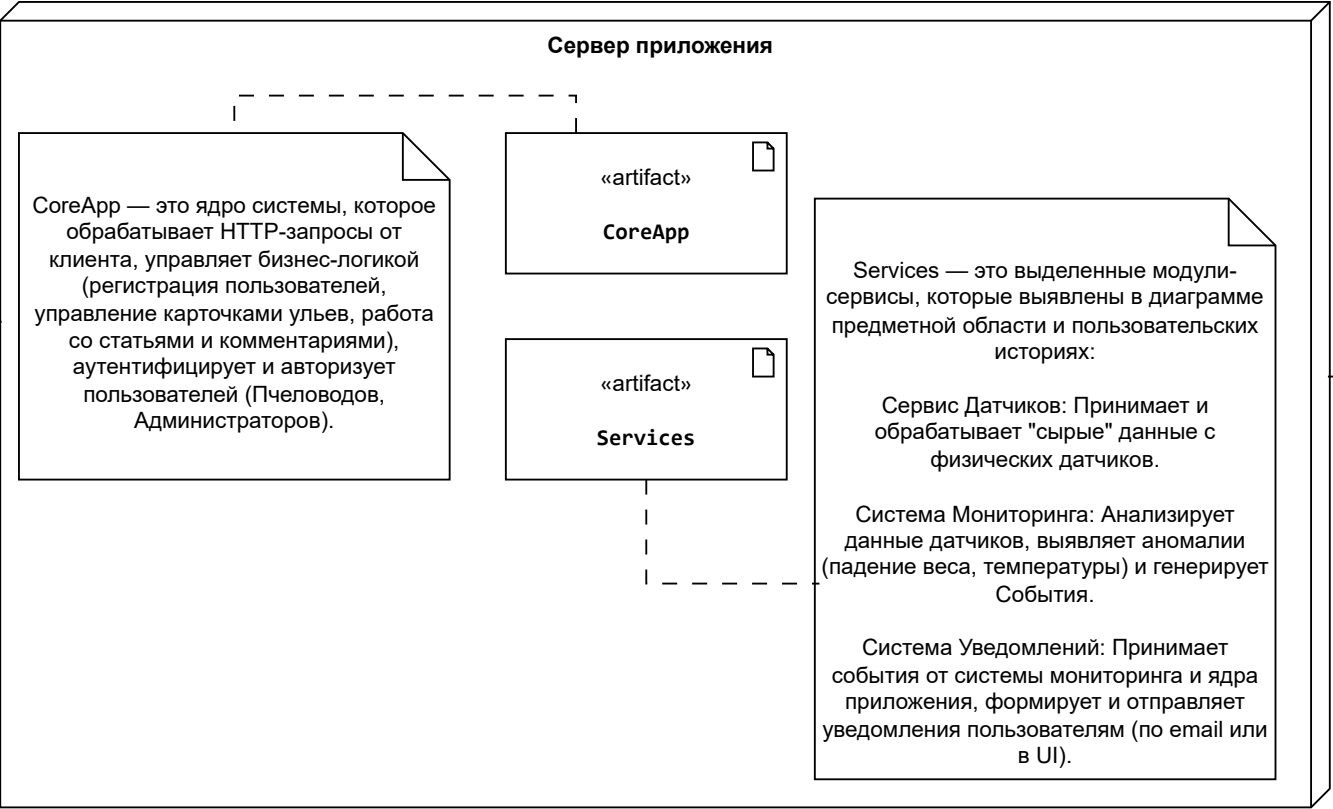 Сервер приложения
CoreApp — это ядро системы, которое
обрабатывает HTTP-запросы от
клиента, управляет бизнес-логикой
(регистрация пользователей,
управление карточками ульев, работа
со статьями и комментариями),
аутентифицирует и авторизует
пользователей (Пчеловодов,
Администраторов).
«artifact»
CoreApp
«artifact»
Services
Services — это выделенные модули-
сервисы, которые выявлены в диаграмме
предметной области и пользовательских
историях:
Сервис Датчиков: Принимает и
обрабатывает "сырые" данные с
физических датчиков.
Система Мониторинга: Анализирует
данные датчиков, выявляет аномалии
(падение веса, температуры) и генерирует
События.
Система Уведомлений: Принимает
события от системы мониторинга и ядра
приложения, формирует и отправляет
уведомления пользователям (по email или
в UI).